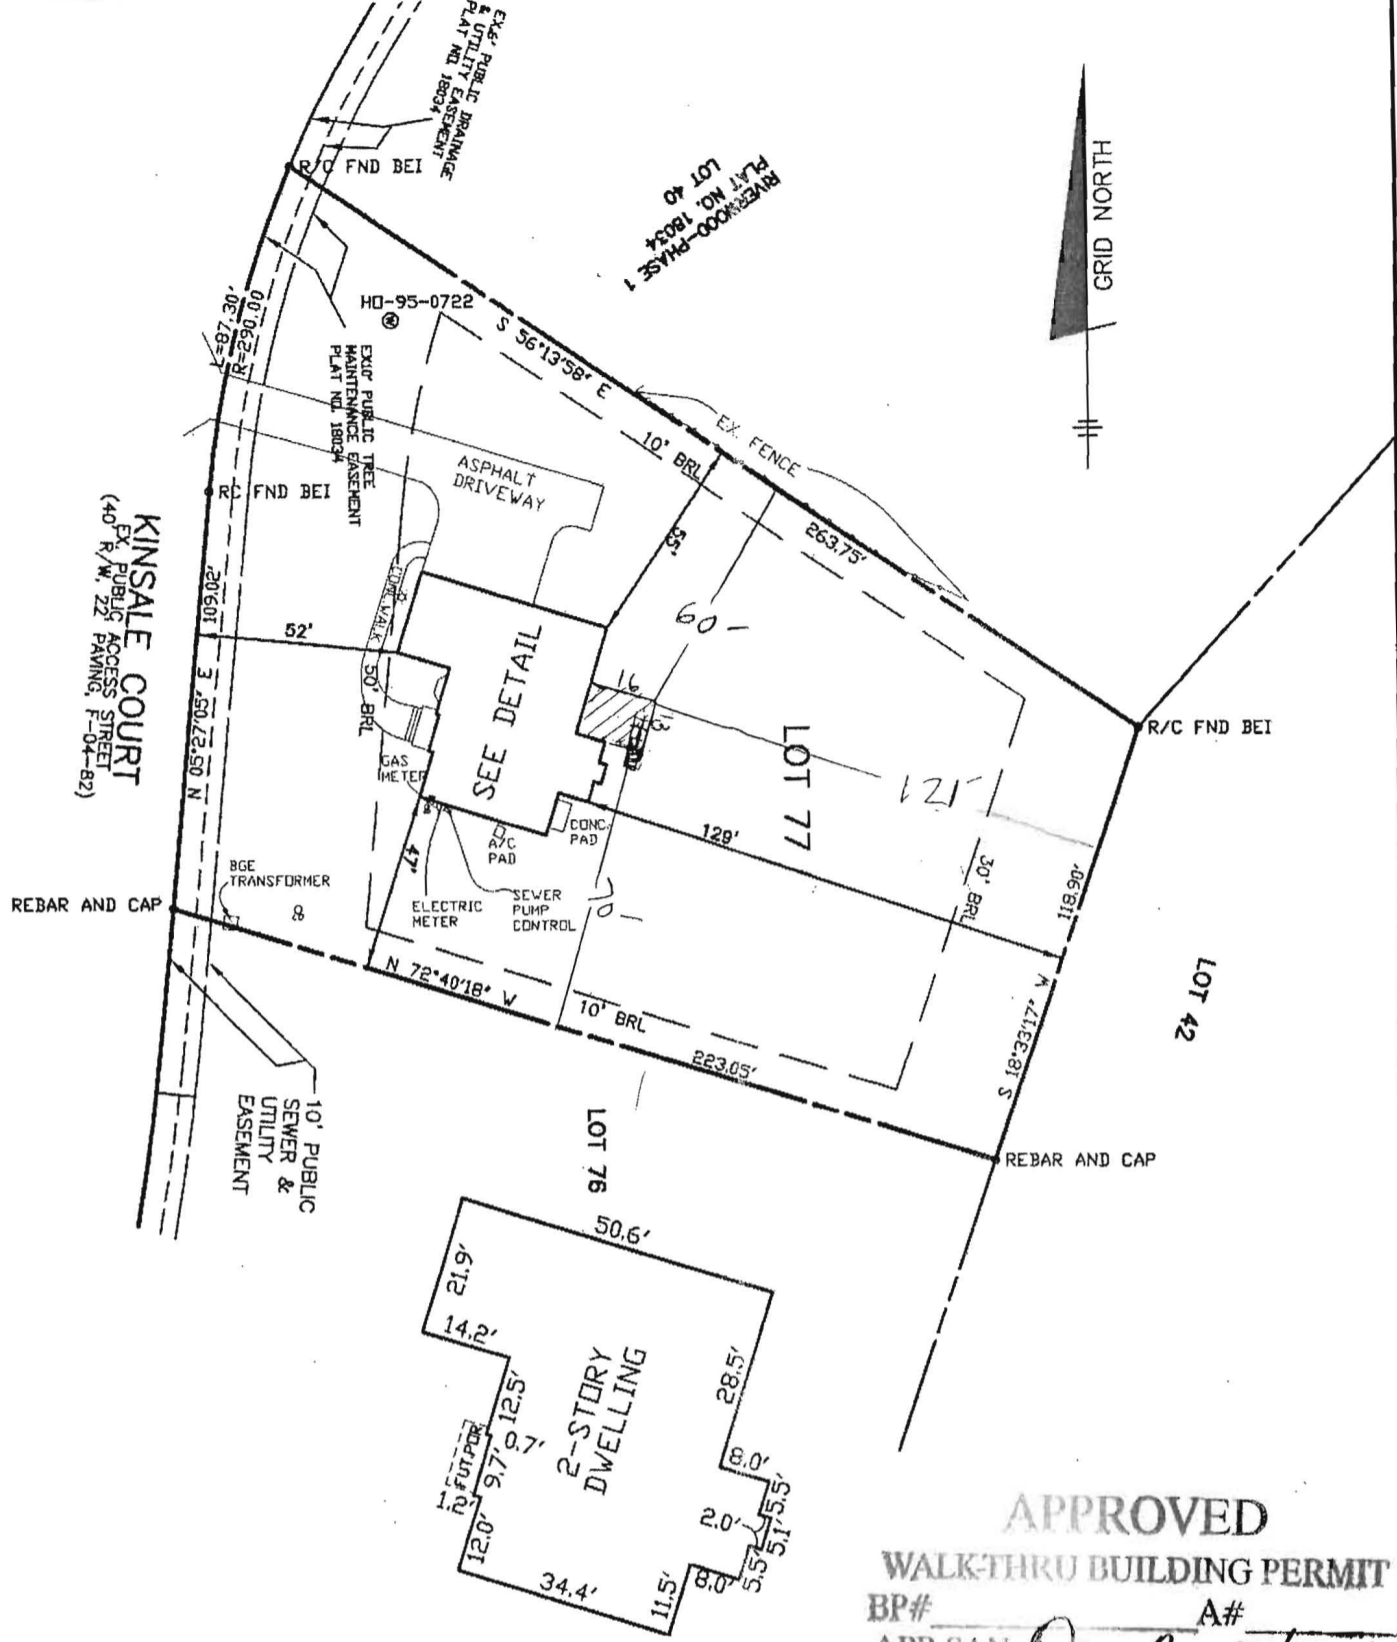 EX.6' PUBLIC DRAINAGE
& UTILITY EASEMENT
PLAT NO. 18034
R/C FND BEI
RIVERWOOD-PHASE 1
PLAT NO. 18034
LOT 40
GRID NORTH
HO-95-0722
L=87.30'
R=290.00
EX.10' PUBLIC TREE
MAINTENANCE EASEMENT
PLAT NO. 18034
S 56°13'58" E
EX. FENCE
10' BRL
263.75'
ASPHALT
DRIVEWAY
RC FND BEI
55'
60-
KINSALE COURT
EX. PUBLIC ACCESS STREET
(40' R/W, 22' PAVING, F-04-82)
109.02'
N 05°27'05" E
52'
CONC. WALK
50' BRL
SEE DETAIL
16
13
LOT 77
121-
R/C FND BEI
GAS
METER
A/C
PAD
CONC.
PAD
129'
30' BRL
118.90'
S 18°33'17" W
LOT 42
47'
BGE
TRANSFORMER
REBAR AND CAP
ELECTRIC
METER
SEWER
PUMP
CONTROL
70-
N 72°40'18" W
10' BRL
223.05'
REBAR AND CAP
10' PUBLIC
SEWER &
UTILITY
EASEMENT
LOT 76
50.6'
21.9'
14.2'
12.5'
0.7'
9.7'
FUT.POR.
1.2'
12.0'
2-STORY
DWELLING
28.5'
8.0'
5.5'
2.0'
5.1'
5.5'
8.0'
11.5'
34.4'
APPROVED
WALK-THRU BUILDING PERMIT
BP# A#